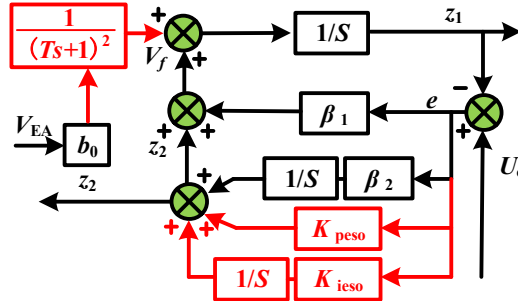 1
(Ts+1)²
+
+
V_f
1/S
z₁
V_EA
b₀
+
+
β₁
e
−
+
z₂
z₂
+
1/S
β₂
+
+
K_peso
1/S
K_ieso